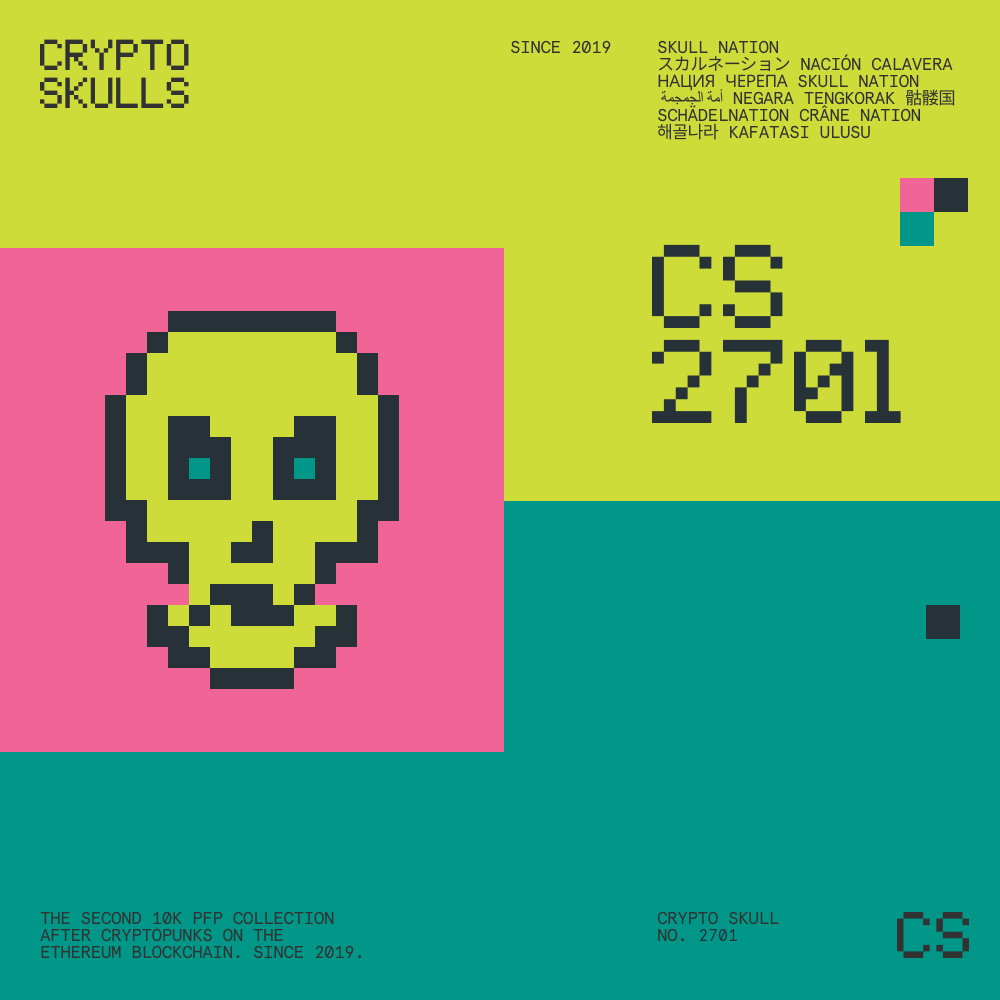 CRYPTO
SKULLS
SINCE 2019
SKULL NATION
スカルネーション NACIÓN CALAVERA
НАЦИЯ ЧЕРЕПА SKULL NATION
أمة الجمجمة NEGARA TENGKORAK 骷髅国
SCHÄDELNATION CRÂNE NATION
해골나라 KAFATASI ULUSU
CS
2701
THE SECOND 10K PFP COLLECTION
AFTER CRYPTOPUNKS ON THE
ETHEREUM BLOCKCHAIN. SINCE 2019.
CRYPTO SKULL
NO. 2701
CS